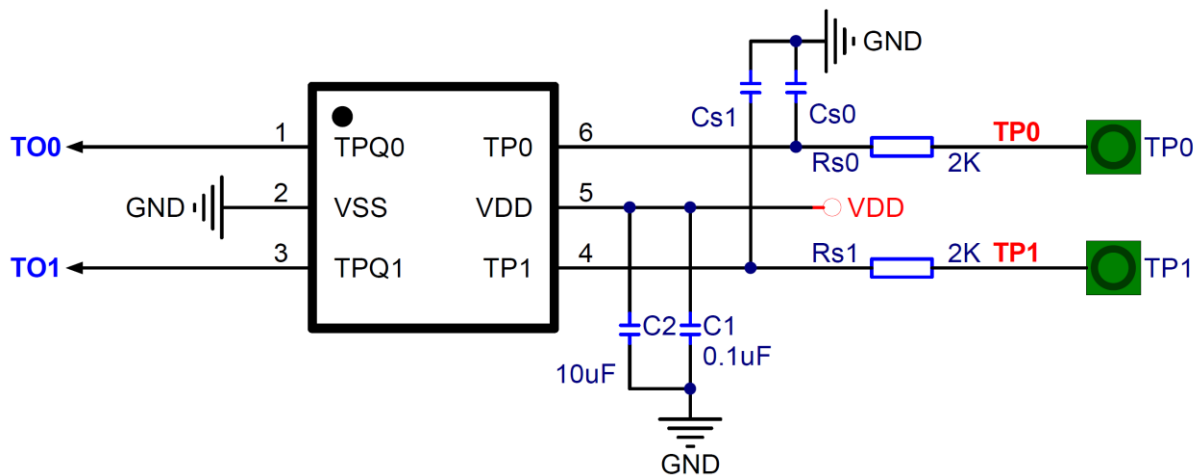 GND
Cs1 Cs0
TO0 1 TPQ0 TP0 6 Rs0 2K TP0 TP0
GND 2 VSS VDD 5 VDD
TO1 3 TPQ1 TP1 4 Rs1 2K TP1 TP1
C2 C1
10uF 0.1uF
GND